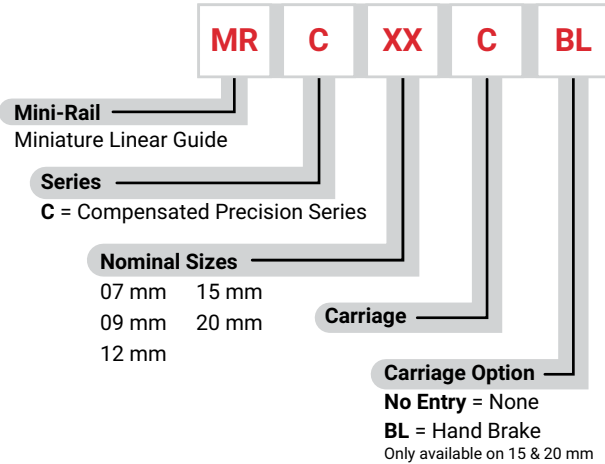 MR C XX C BL
Mini-Rail
Miniature Linear Guide
Series
C = Compensated Precision Series
Nominal Sizes
07 mm 15 mm
09 mm 20 mm
12 mm
Carriage
Carriage Option
No Entry = None
BL = Hand Brake
Only available on 15 & 20 mm